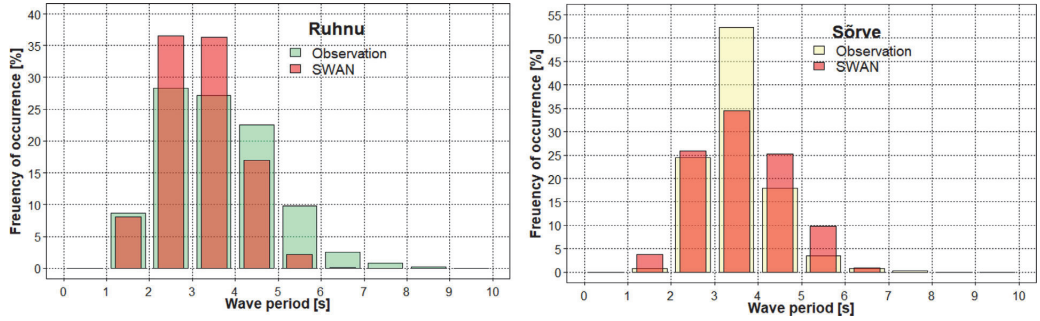 Ruhnu
Observation
SWAN
Freuency of occurrence [%]
40
35
30
25
20
15
10
5
0
0 1 2 3 4 5 6 7 8 9 10
Wave period [s]
Sõrve
Observation
SWAN
Freuency of occurrence [%]
55
50
45
40
35
30
25
20
15
10
5
0
0 1 2 3 4 5 6 7 8 9 10
Wave period [s]